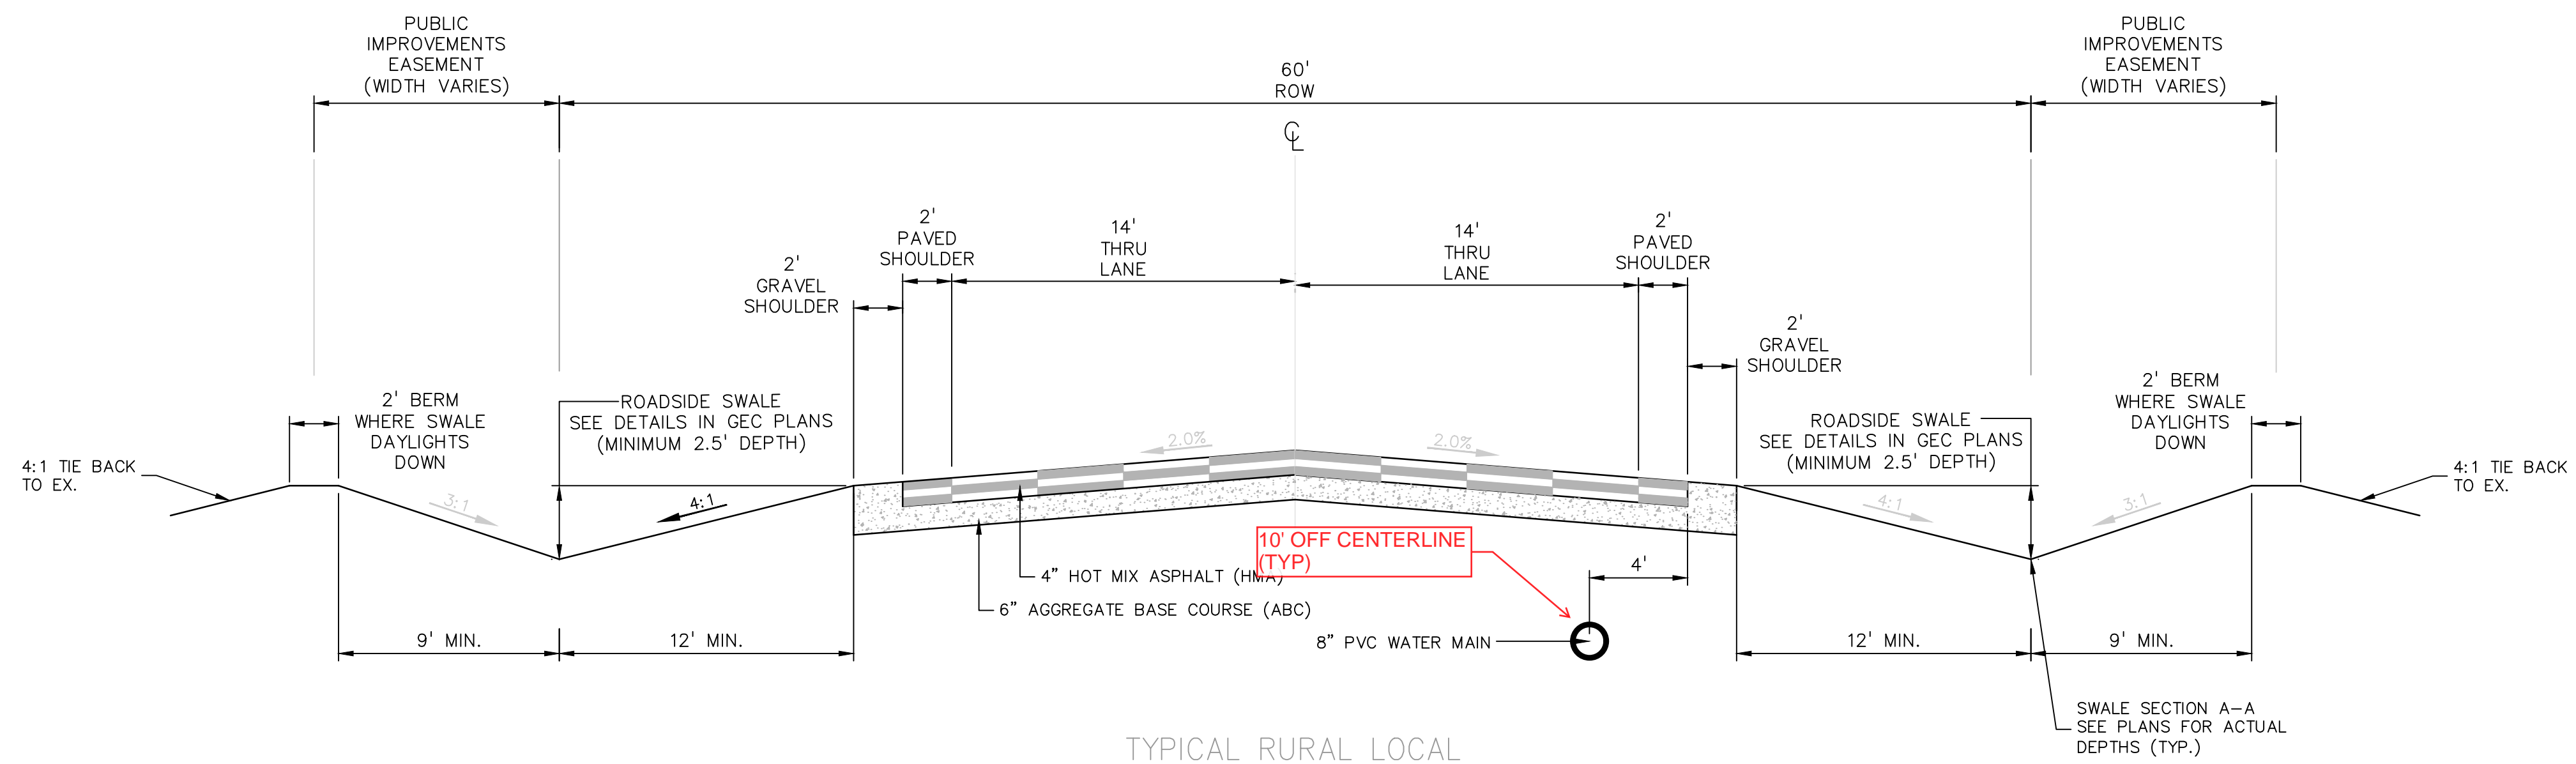 PUBLIC
IMPROVEMENTS
EASEMENT
(WIDTH VARIES)
60'
ROW
PUBLIC
IMPROVEMENTS
EASEMENT
(WIDTH VARIES)
CL
2'
PAVED
SHOULDER
14'
THRU
LANE
14'
THRU
LANE
2'
PAVED
SHOULDER
2'
GRAVEL
SHOULDER
2'
GRAVEL
SHOULDER
2' BERM
WHERE SWALE
DAYLIGHTS
DOWN
ROADSIDE SWALE
SEE DETAILS IN GEC PLANS
(MINIMUM 2.5' DEPTH)
2.0%
2.0%
ROADSIDE SWALE
SEE DETAILS IN GEC PLANS
(MINIMUM 2.5' DEPTH)
2' BERM
WHERE SWALE
DAYLIGHTS
DOWN
4:1 TIE BACK
TO EX.
3:1
4:1
4:1
3:1
4:1 TIE BACK
TO EX.
10' OFF CENTERLINE
(TYP)
4'
4" HOT MIX ASPHALT (HMA)
6" AGGREGATE BASE COURSE (ABC)
8" PVC WATER MAIN
9' MIN.
12' MIN.
12' MIN.
9' MIN.
SWALE SECTION A-A
SEE PLANS FOR ACTUAL
DEPTHS (TYP.)
TYPICAL RURAL LOCAL